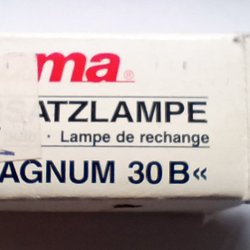 ma®
ATZLAMPE
· Lampe de rechange
AGNUM 30 B«